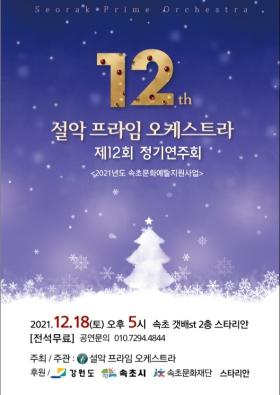 Seorak Prime Orchestra
12th
설악 프라임 오케스트라
제12회 정기연주회
<2021년도 속초문화예술지원사업>
2021. 12.18(토) 오후 5시 속초 갯배st 2층 스타리안
[전석무료] 공연문의 010.7294.4844
주최 / 주관 : 설악 프라임 오케스트라
후원 / 강원도 속초시 속초문화재단 스타리안